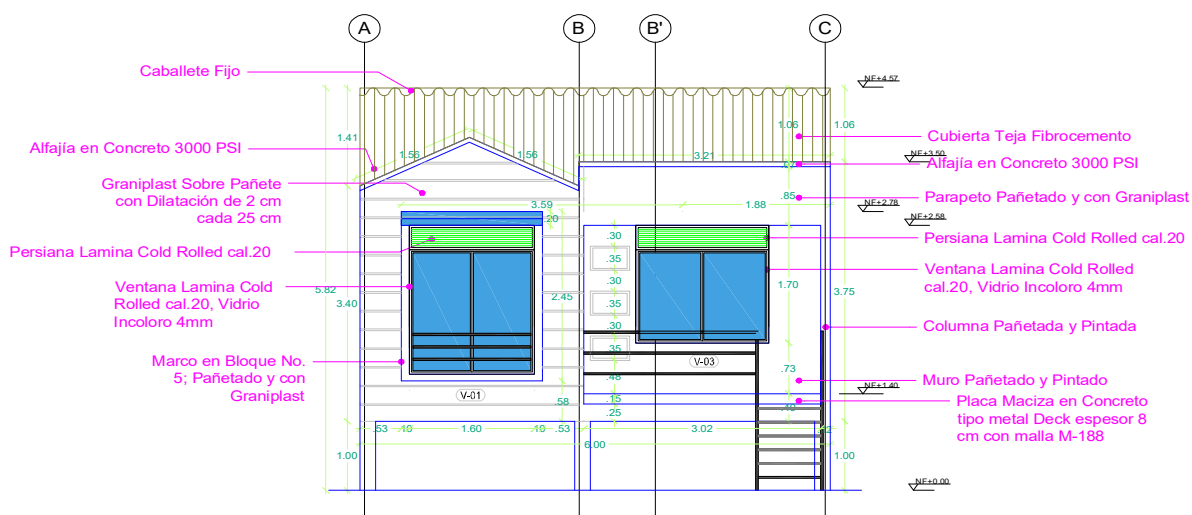 A
B
B'
C
Caballete Fijo
NE+4.57
1.41
1.06
1.06
Cubierta Teja Fibrocemento
Alfajía en Concreto 3000 PSI
1.56
1.56
3.21
NE+3.50
Alfajía en Concreto 3000 PSI
Graniplast Sobre Pañete
con Dilatación de 2 cm
cada 25 cm
.85
Parapeto Pañetado y con Graniplast
3.59
1.88
NE+2.78
.20
NE+2.58
Persiana Lamina Cold Rolled cal.20
.30
Persiana Lamina Cold Rolled cal.20
.35
Ventana Lamina Cold
Rolled cal.20, Vidrio
Incoloro 4mm
Ventana Lamina Cold Rolled
cal.20, Vidrio Incoloro 4mm
5.82
3.40
2.45
.30
1.70
3.75
.35
.30
Columna Pañetada y Pintada
.35
Marco en Bloque No.
5; Pañetado y con
Graniplast
V-03
.73
.48
Muro Pañetado y Pintado
V-01
NE+1.40
.58
.15
.25
Placa Maciza en Concreto
tipo metal Deck espesor 8
cm con malla M-188
.53
.19
1.60
.19
.53
3.02
6.00
1.00
1.00
NE+0.00